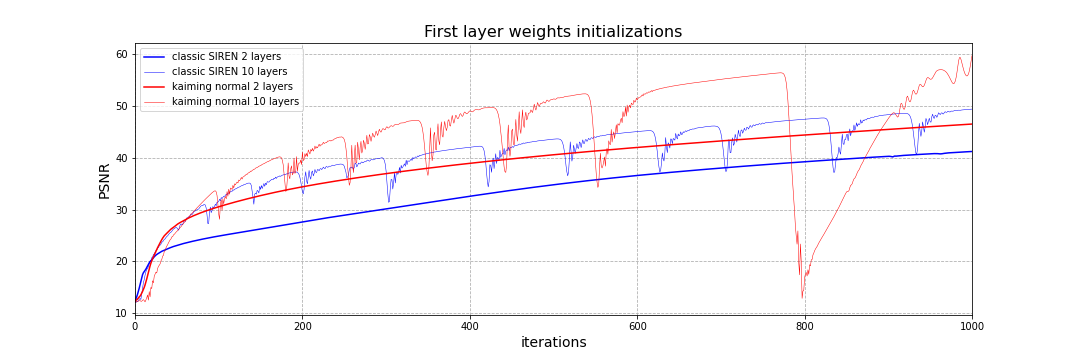 First layer weights initializations
classic SIREN 2 layers
classic SIREN 10 layers
kaiming normal 2 layers
kaiming normal 10 layers
PSNR
60
50
40
30
20
10
0 200 400 600 800 1000
iterations